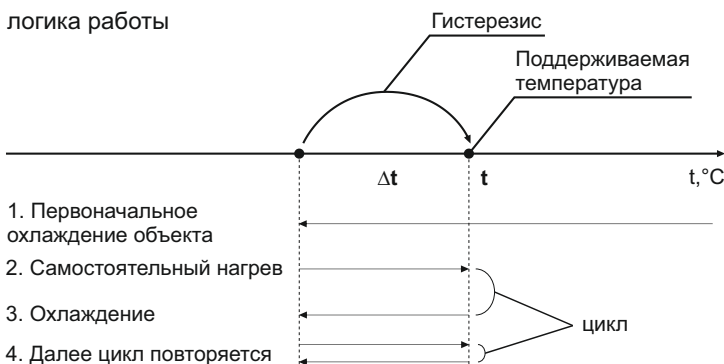 логика работы
Гистерезис
Поддерживаемая
температура
Δt
t
t,°C
1. Первоначальное
охлаждение объекта
2. Самостоятельный нагрев
3. Охлаждение
цикл
4. Далее цикл повторяется